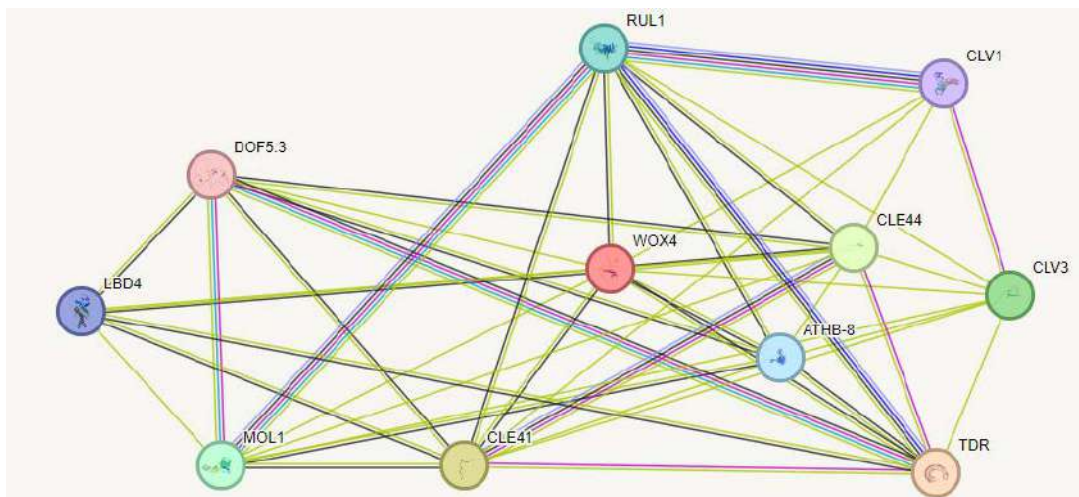 RUL1
CLV1
DOF5.3
CLE44
WOX4
CLV3
LBD4
ATHB-8
MOL1
CLE41
TDR